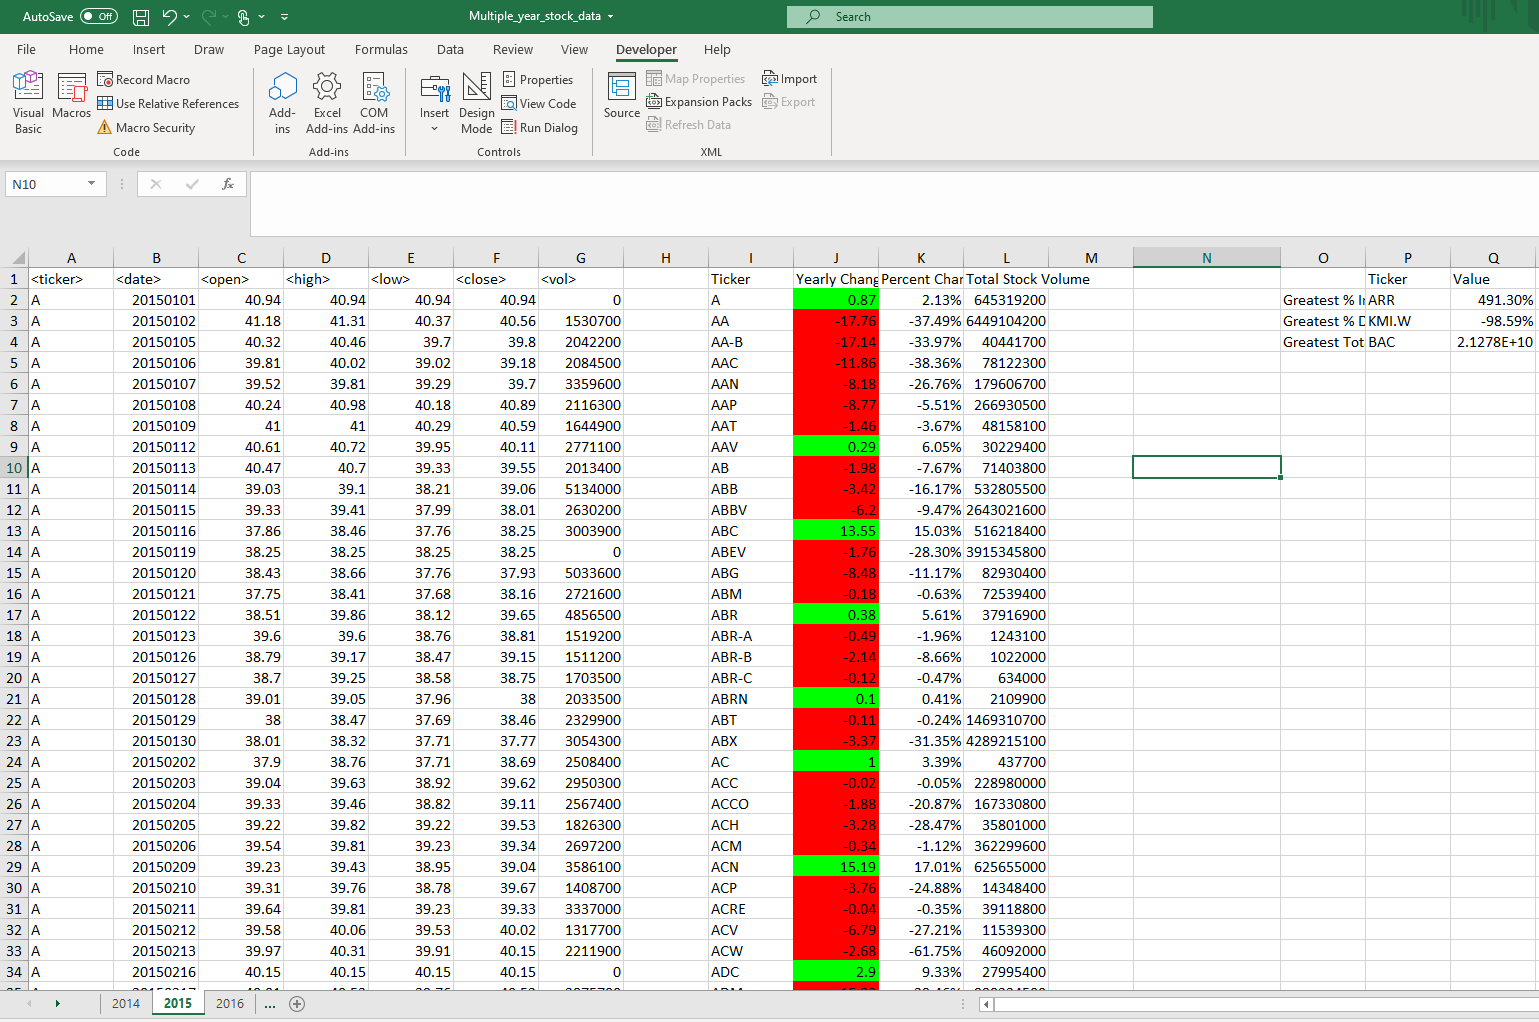 AutoSave Off Multiple_year_stock_data Search
File Home Insert Draw Page Layout Formulas Data Review View Developer Help
Visual Basic
Macros
Record Macro
Use Relative References
Macro Security
Code
Add-ins
Excel Add-ins
COM Add-ins
Add-ins
Insert
Design Mode
Properties
View Code
Run Dialog
Controls
Source
Map Properties
Expansion Packs
Refresh Data
Import
Export
XML
N10 fx
A B C D E F G H I J K L M N O P Q
1 <ticker> <date> <open> <high> <low> <close> <vol> Ticker Yearly Chang Percent Char Total Stock Volume Ticker Value
2 A 20150101 40.94 40.94 40.94 40.94 0 A 0.87 2.13% 645319200 Greatest % I ARR 491.30%
3 A 20150102 41.18 41.31 40.37 40.56 1530700 AA -17.76 -37.49% 6449104200 Greatest % D KMI.W -98.59%
4 A 20150105 40.32 40.46 39.7 39.8 2042200 AA-B -17.14 -33.97% 40441700 Greatest Tot BAC 2.1278E+10
5 A 20150106 39.81 40.02 39.02 39.18 2084500 AAC -11.86 -38.36% 78122300
6 A 20150107 39.52 39.81 39.29 39.7 3359600 AAN -8.18 -26.76% 179606700
7 A 20150108 40.24 40.98 40.18 40.89 2116300 AAP -8.77 -5.51% 266930500
8 A 20150109 41 41 40.29 40.59 1644900 AAT -1.46 -3.67% 48158100
9 A 20150112 40.61 40.72 39.95 40.11 2771100 AAV 0.29 6.05% 30229400
10 A 20150113 40.47 40.7 39.33 39.55 2013400 AB -1.98 -7.67% 71403800
11 A 20150114 39.03 39.1 38.21 39.06 5134000 ABB -3.42 -16.17% 532805500
12 A 20150115 39.33 39.41 37.99 38.01 2630200 ABBV -6.2 -9.47% 2643021600
13 A 20150116 37.86 38.46 37.76 38.25 3003900 ABC 13.55 15.03% 516218400
14 A 20150119 38.25 38.25 38.25 38.25 0 ABEV -1.76 -28.30% 3915345800
15 A 20150120 38.43 38.66 37.76 37.93 5033600 ABG -8.48 -11.17% 82930400
16 A 20150121 37.75 38.41 37.68 38.16 2721600 ABM -0.18 -0.63% 72539400
17 A 20150122 38.51 39.86 38.12 39.65 4856500 ABR 0.38 5.61% 37916900
18 A 20150123 39.6 39.6 38.76 38.81 1519200 ABR-A -0.49 -1.96% 1243100
19 A 20150126 38.79 39.17 38.47 39.15 1511200 ABR-B -2.14 -8.66% 1022000
20 A 20150127 38.7 39.25 38.58 38.75 1703500 ABR-C -0.12 -0.47% 634000
21 A 20150128 39.01 39.05 37.96 38 2033500 ABRN 0.1 0.41% 2109900
22 A 20150129 38 38.47 37.69 38.46 2329900 ABT -0.11 -0.24% 1469310700
23 A 20150130 38.01 38.32 37.71 37.77 3054300 ABX -3.37 -31.35% 4289215100
24 A 20150202 37.9 38.76 37.71 38.69 2508400 AC 1 3.39% 437700
25 A 20150203 39.04 39.63 38.92 39.62 2950300 ACC -0.02 -0.05% 228980000
26 A 20150204 39.33 39.46 38.82 39.11 2567400 ACCO -1.88 -20.87% 167330800
27 A 20150205 39.22 39.82 39.22 39.53 1826300 ACH -3.28 -28.47% 35801000
28 A 20150206 39.54 39.81 39.23 39.34 2697200 ACM -0.34 -1.12% 362299600
29 A 20150209 39.23 39.43 38.95 39.04 3586100 ACN 15.19 17.01% 625655000
30 A 20150210 39.31 39.76 38.78 39.67 1408700 ACP -3.76 -24.88% 14348400
31 A 20150211 39.64 39.81 39.23 39.33 3337000 ACRE -0.04 -0.35% 39118800
32 A 20150212 39.58 40.06 39.53 40.02 1317700 ACV -6.79 -27.21% 11539300
33 A 20150213 39.97 40.31 39.91 40.15 2211900 ACW -2.68 -61.75% 46092000
34 A 20150216 40.15 40.15 40.15 40.15 0 ADC 2.9 9.33% 27995400
2014 2015 2016 ...